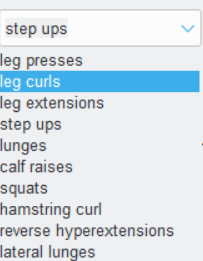 step ups
leg presses
leg curls
leg extensions
step ups
lunges
calf raises
squats
hamstring curl
reverse hyperextensions
lateral lunges